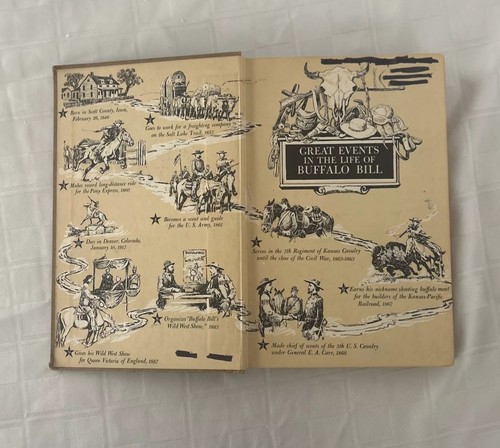 Born in Scott County, Iowa,
February 26, 1846
Goes to work for a freighting company
on the Salt Lake Trail, 1857
Makes record long-distance ride
for the Pony Express, 1860
Becomes a scout and guide
for the U. S. Army, 1861
Dies in Denver, Colorado,
January 10, 1917
Organizes "Buffalo Bill's
Wild West Show," 1883
Gives his Wild West Show
for Queen Victoria of England, 1887
GREAT EVENTS
IN THE LIFE OF
BUFFALO BILL
Serves in the 7th Regiment of Kansas Cavalry
until the close of the Civil War, 1863-1865
Earns his nickname shooting buffalo meat
for the builders of the Kansas-Pacific
Railroad, 1867
Made chief of scouts of the 5th U. S. Cavalry
under General E. A. Carr, 1868